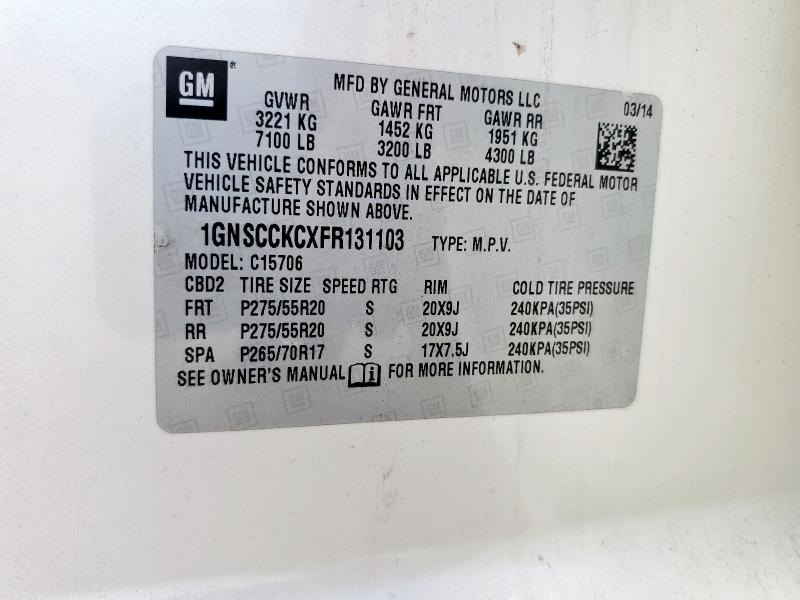 GM ®
MFD BY GENERAL MOTORS LLC
03/14
GVWR GAWR FRT GAWR RR
3221 KG 1452 KG 1951 KG
7100 LB 3200 LB 4300 LB
THIS VEHICLE CONFORMS TO ALL APPLICABLE U.S. FEDERAL MOTOR
VEHICLE SAFETY STANDARDS IN EFFECT ON THE DATE OF
MANUFACTURE SHOWN ABOVE.
1GNSCCKCXFR131103 TYPE: M.P.V.
MODEL: C15706
CBD2 TIRE SIZE SPEED RTG RIM COLD TIRE PRESSURE
FRT P275/55R20 S 20X9J 240KPA(35PSI)
RR P275/55R20 S 20X9J 240KPA(35PSI)
SPA P265/70R17 S 17X7.5J 240KPA(35PSI)
SEE OWNER'S MANUAL i FOR MORE INFORMATION.